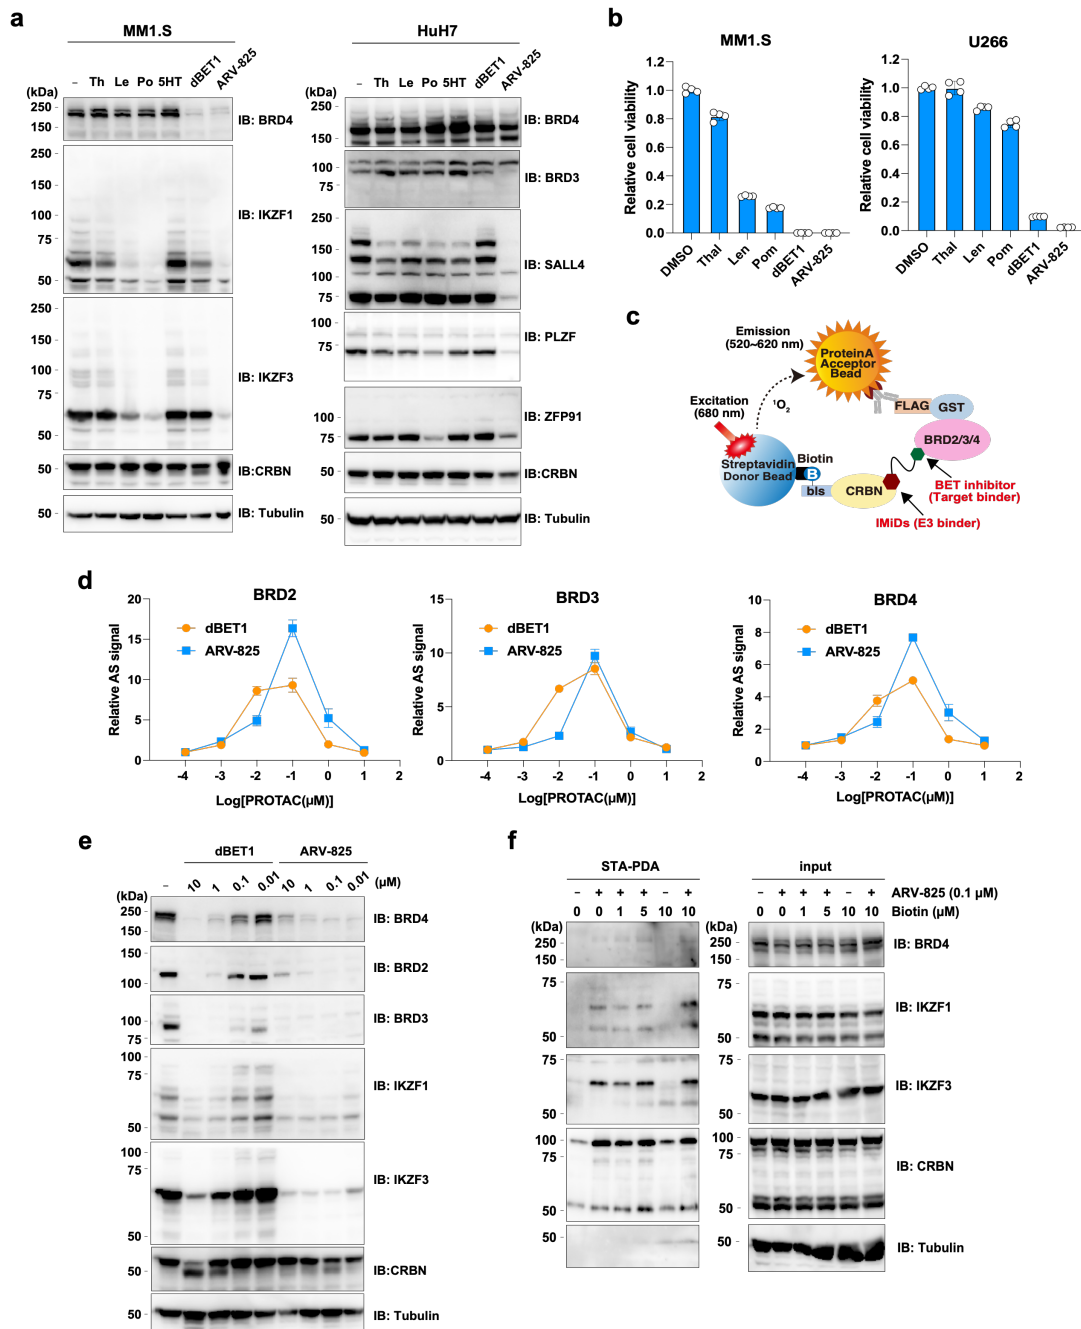 a
MM1.S
HuH7
(kDa)
– Th Le Po 5HT dBET1 ARV-825
250
150
IB: BRD4
250
150
100
75
50
IB: IKZF1
250
150
100
75
50
IB: IKZF3
50
IB:CRBN
50
IB: Tubulin
(kDa)
– Th Le Po 5HT dBET1 ARV-825
250
150
IB: BRD4
100
75
IB: BRD3
250
150
100
75
IB: SALL4
100
75
IB: PLZF
100
75
IB: ZFP91
50
IB:CRBN
50
IB: Tubulin
b
MM1.S
Relative cell viability
1.2
1.0
0.8
0.6
0.4
0.2
0.0
DMSO Thal Len Pom dBET1 ARV-825
U266
Relative cell viability
1.2
1.0
0.8
0.6
0.4
0.2
0.0
DMSO Thal Len Pom dBET1 ARV-825
c
Emission
(520~620 nm)
ProteinA
Acceptor
Bead
Excitation
(680 nm)
¹O₂
FLAG GST
BRD2/3/4
Streptavidin
Donor Bead
Biotin
B
bls
CRBN
BET inhibitor
(Target binder)
IMiDs (E3 binder)
d
BRD2
Relative AS signal
20
15
10
5
0
dBET1
ARV-825
-4 -3 -2 -1 0 1 2
Log[PROTAC(μM)]
BRD3
Relative AS signal
15
10
5
0
dBET1
ARV-825
-4 -3 -2 -1 0 1 2
Log[PROTAC(μM)]
BRD4
Relative AS signal
10
8
6
4
2
0
dBET1
ARV-825
-4 -3 -2 -1 0 1 2
Log[PROTAC(μM)]
e
dBET1 ARV-825
– 10 1 0.1 0.01 10 1 0.1 0.01 (μM)
(kDa)
250
150
IB: BRD4
150
100
IB: BRD2
100
75
IB: BRD3
100
75
50
IB: IKZF1
100
75
50
IB: IKZF3
50
IB:CRBN
50
IB: Tubulin
f
STA-PDA input
– + + + – + – + + + – + ARV-825 (0.1 μM)
0 0 1 5 10 10 0 0 1 5 10 10 Biotin (μM)
(kDa) (kDa)
250 250
150 150
IB: BRD4
75 75
50 50
IB: IKZF1
75 75
50 50
IB: IKZF3
100 100
75
50 50
IB: CRBN
50 50
IB: Tubulin